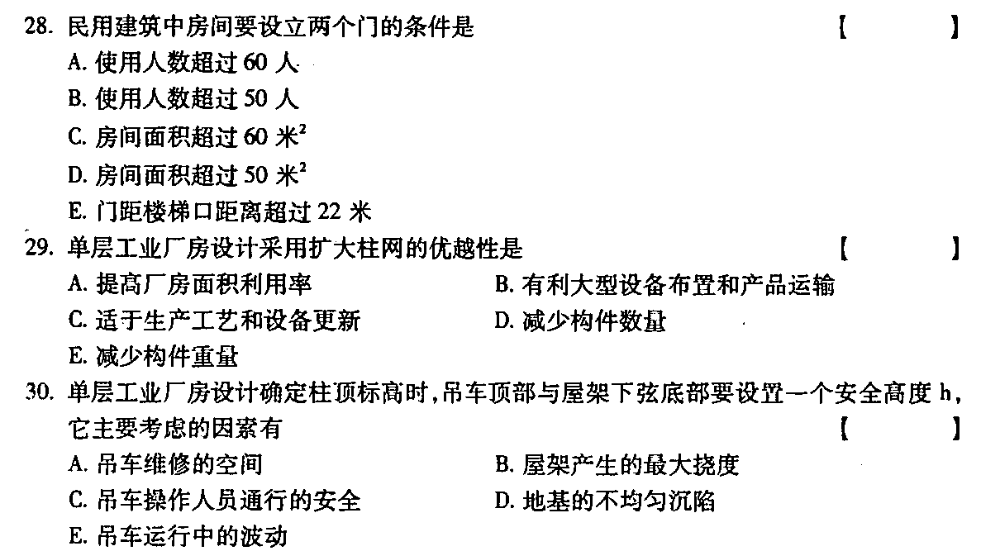 28. 民用建筑中房间要设立两个门的条件是 【 】
A. 使用人数超过 60 人
B. 使用人数超过 50 人
C. 房间面积超过 60 米²
D. 房间面积超过 50 米²
E. 门距楼梯口距离超过 22 米
29. 单层工业厂房设计采用扩大柱网的优越性是 【 】
A. 提高厂房面积利用率 B. 有利大型设备布置和产品运输
C. 适于生产工艺和设备更新 D. 减少构件数量
E. 减少构件重量
30. 单层工业厂房设计确定柱顶标高时,吊车顶部与屋架下弦底部要设置一个安全高度 h,
它主要考虑的因素有 【 】
A. 吊车维修的空间 B. 屋架产生的最大挠度
C. 吊车操作人员通行的安全 D. 地基的不均匀沉陷
E. 吊车运行中的波动